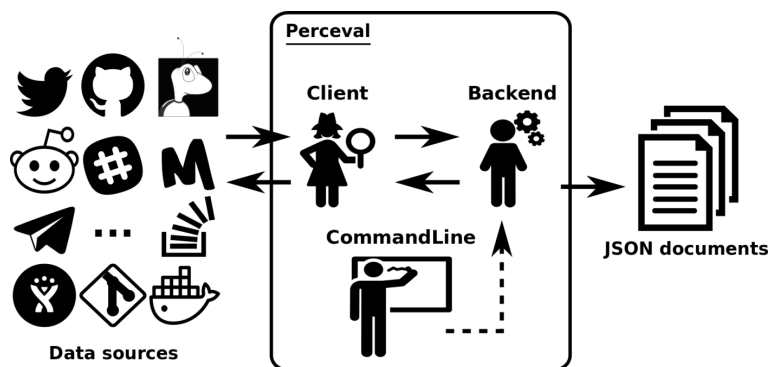 Perceval
Client
Backend
CommandLine
JSON documents
Data sources